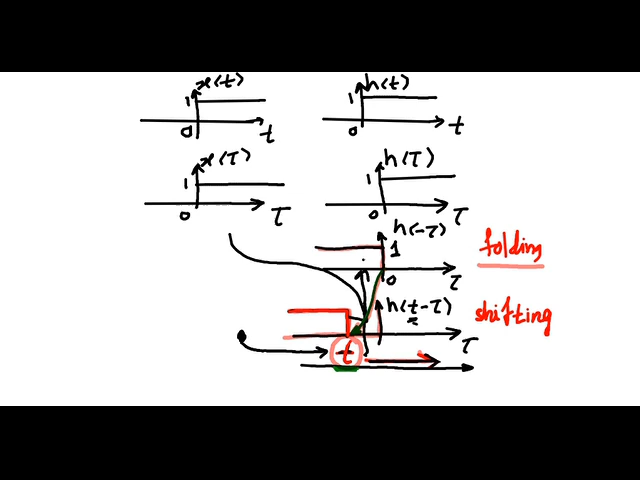 x(t) h(t)
1 1
0 t 0 t
x(τ) h(τ)
1 1
0 τ 0 τ
h(-τ)
1 folding
0 τ
h(t-τ) shifting
τ
t